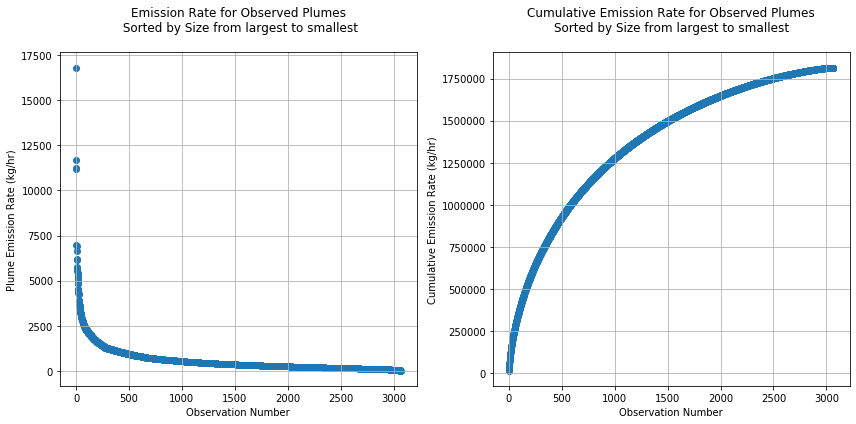 Emission Rate for Observed Plumes
Sorted by Size from largest to smallest
17500
15000
12500
10000
7500
5000
2500
0
Plume Emission Rate (kg/hr)
0 500 1000 1500 2000 2500 3000
Observation Number
Cumulative Emission Rate for Observed Plumes
Sorted by Size from largest to smallest
1750000
1500000
1250000
1000000
750000
500000
250000
0
Cumulative Emission Rate (kg/hr)
0 500 1000 1500 2000 2500 3000
Observation Number